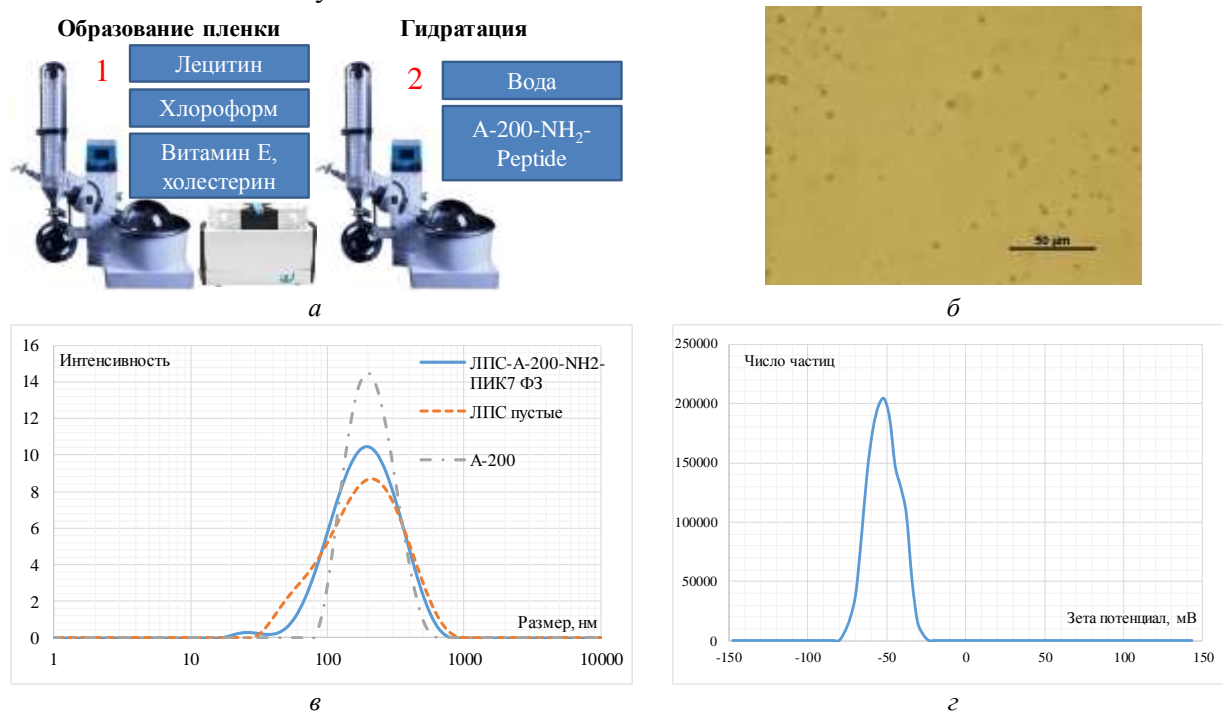 Образование пленки
Гидратация
1
Лецитин
Хлороформ
Витамин Е,
холестерин
2
Вода
A-200-NH₂-
Peptide
50 µm
а
б
16
14
12
10
8
6
4
2
0
Интенсивность
ЛПС-А-200-NH2-
ПИК7 ФЗ
ЛПС пустые
А-200
Размер, нм
1
10
100
1000
10000
в
250000
200000
150000
100000
50000
0
Число частиц
Зета потенциал, мВ
-150
-100
-50
0
50
100
150
г